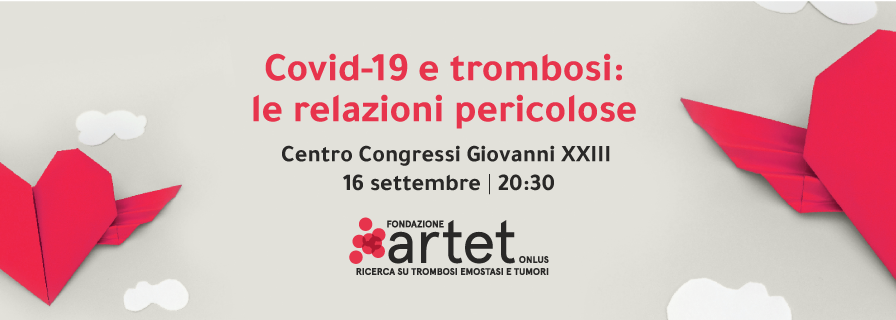 Covid-19 e trombosi:
le relazioni pericolose
Centro Congressi Giovanni XXIII
16 settembre | 20:30
FONDAZIONE
artet ONLUS
RICERCA SU TROMBOSI EMOSTASI E TUMORI